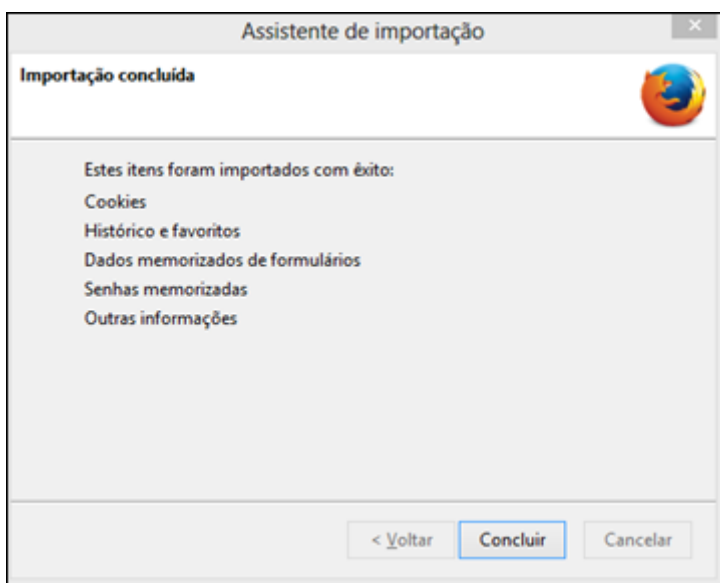 Assistente de importação
Importação concluída
Estes itens foram importados com êxito:
Cookies
Histórico e favoritos
Dados memorizados de formulários
Senhas memorizadas
Outras informações
< Voltar Concluir Cancelar